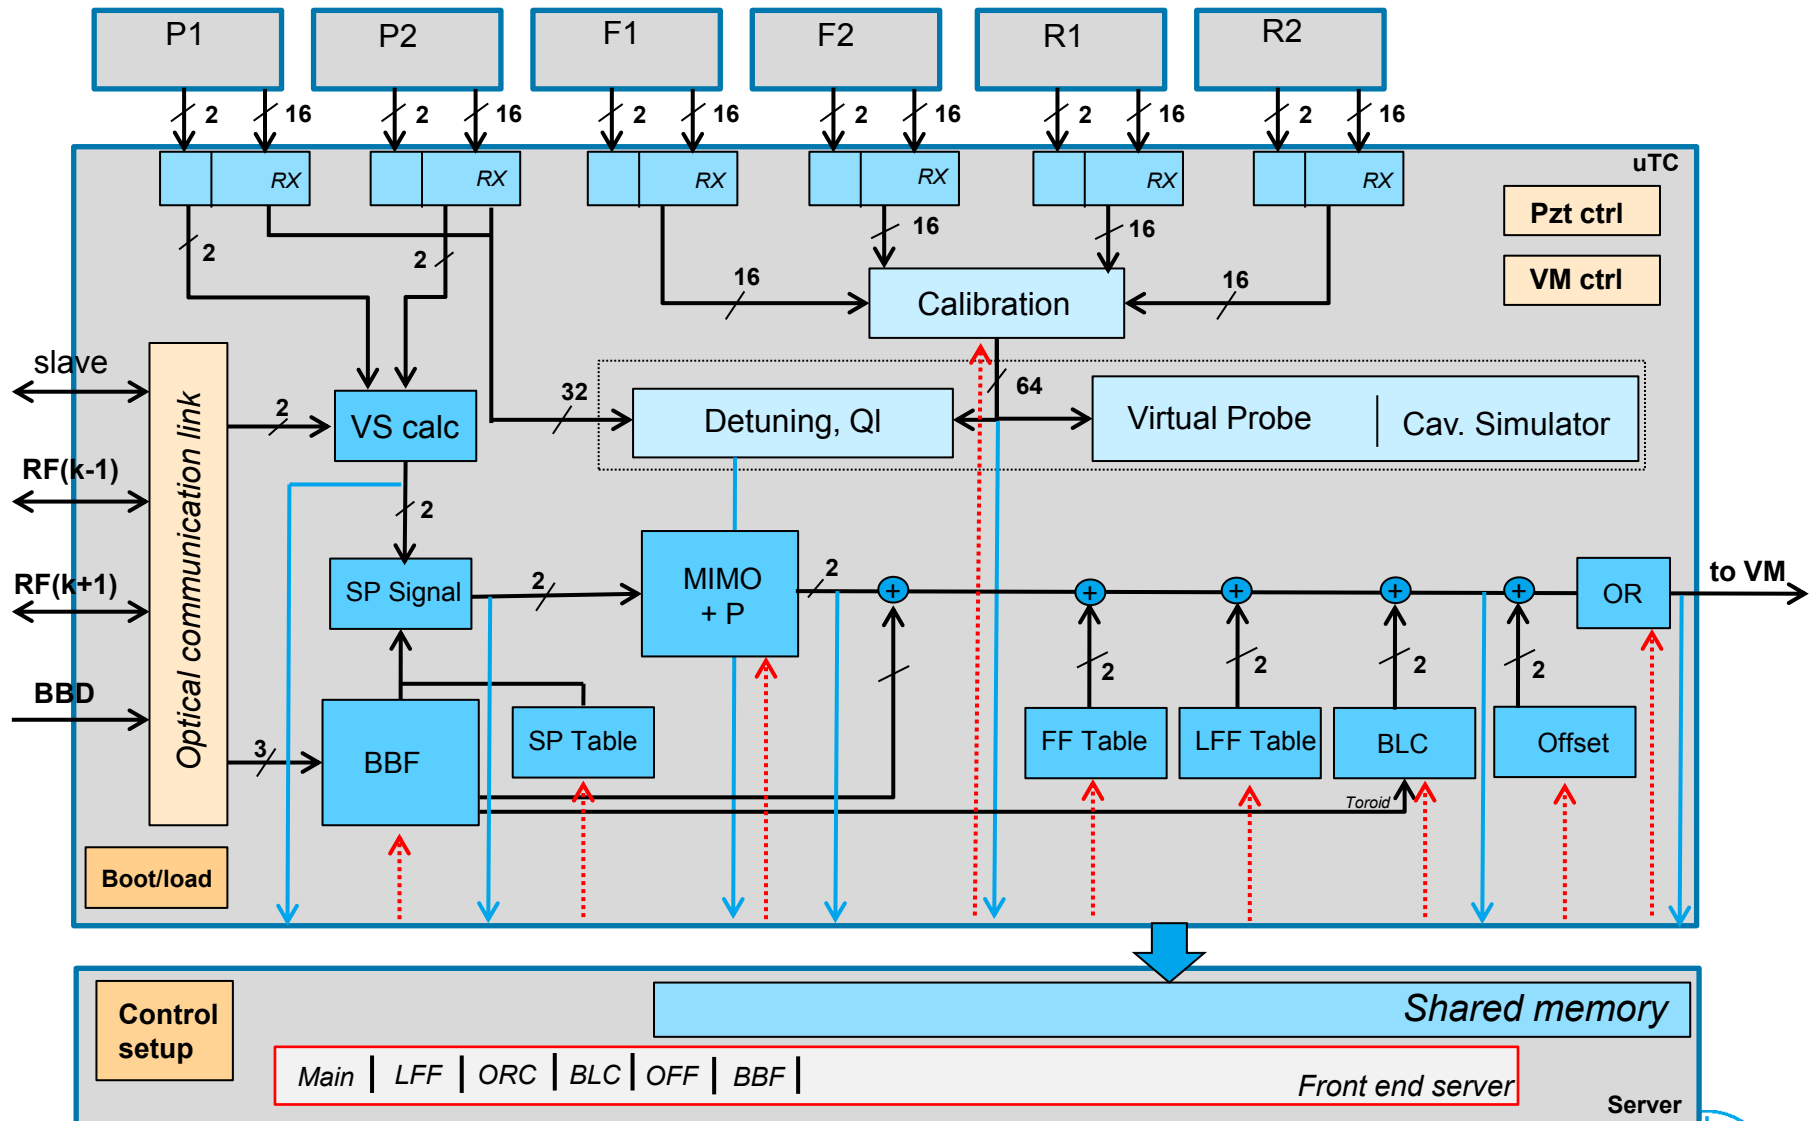 P1
P2
F1
F2
R1
R2
2
16
2
16
2
16
2
16
2
16
2
16
RX
RX
RX
RX
RX
RX
uTC
Pzt ctrl
VM ctrl
2
2
16
16
16
16
Calibration
slave
RF(k-1)
RF(k+1)
BBD
Optical communication link
2
VS calc
32
Detuning, Ql
64
Virtual Probe
Cav. Simulator
2
SP Signal
2
MIMO
+ P
2
+
+
+
+
+
OR
to VM
3
BBF
SP Table
2
2
2
2
FF Table
LFF Table
BLC
Offset
Toroid
Boot/load
Control
setup
Shared memory
Main
LFF
ORC
BLC
OFF
BBF
Front end server
Server